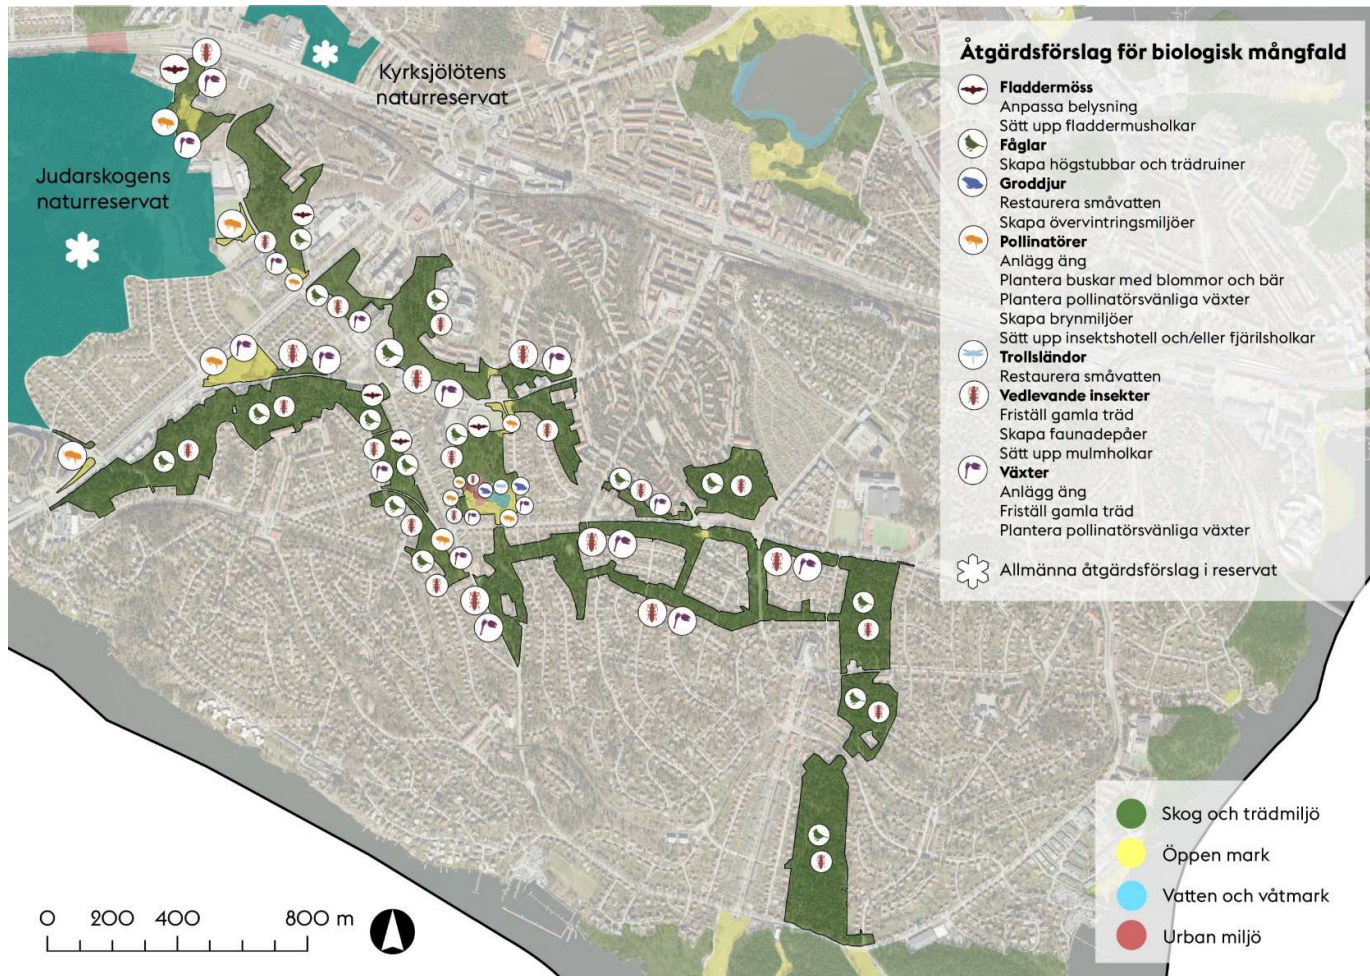 Kyrksjölötens
naturreservat
Judarskogens
naturreservat
Åtgärdsförslag för biologisk mångfald
Fladdermöss
Anpassa belysning
Sätt upp fladdermusholkar
Fåglar
Skapa högstubbar och trädruiner
Groddjur
Restaurera småvatten
Skapa övervintringsmiljöer
Pollinatörer
Anlägg äng
Plantera buskar med blommor och bär
Plantera pollinatörsvänliga växter
Skapa brynmiljöer
Sätt upp insektshotell och/eller fjärilsholkar
Trollsländor
Restaurera småvatten
Vedlevande insekter
Friställ gamla träd
Skapa faunadepåer
Sätt upp mulmholkar
Växter
Anlägg äng
Friställ gamla träd
Plantera pollinatörsvänliga växter
Allmänna åtgärdsförslag i reservat
Skog och trädmiljö
Öppen mark
Vatten och våtmark
Urban miljö
0 200 400 800 m